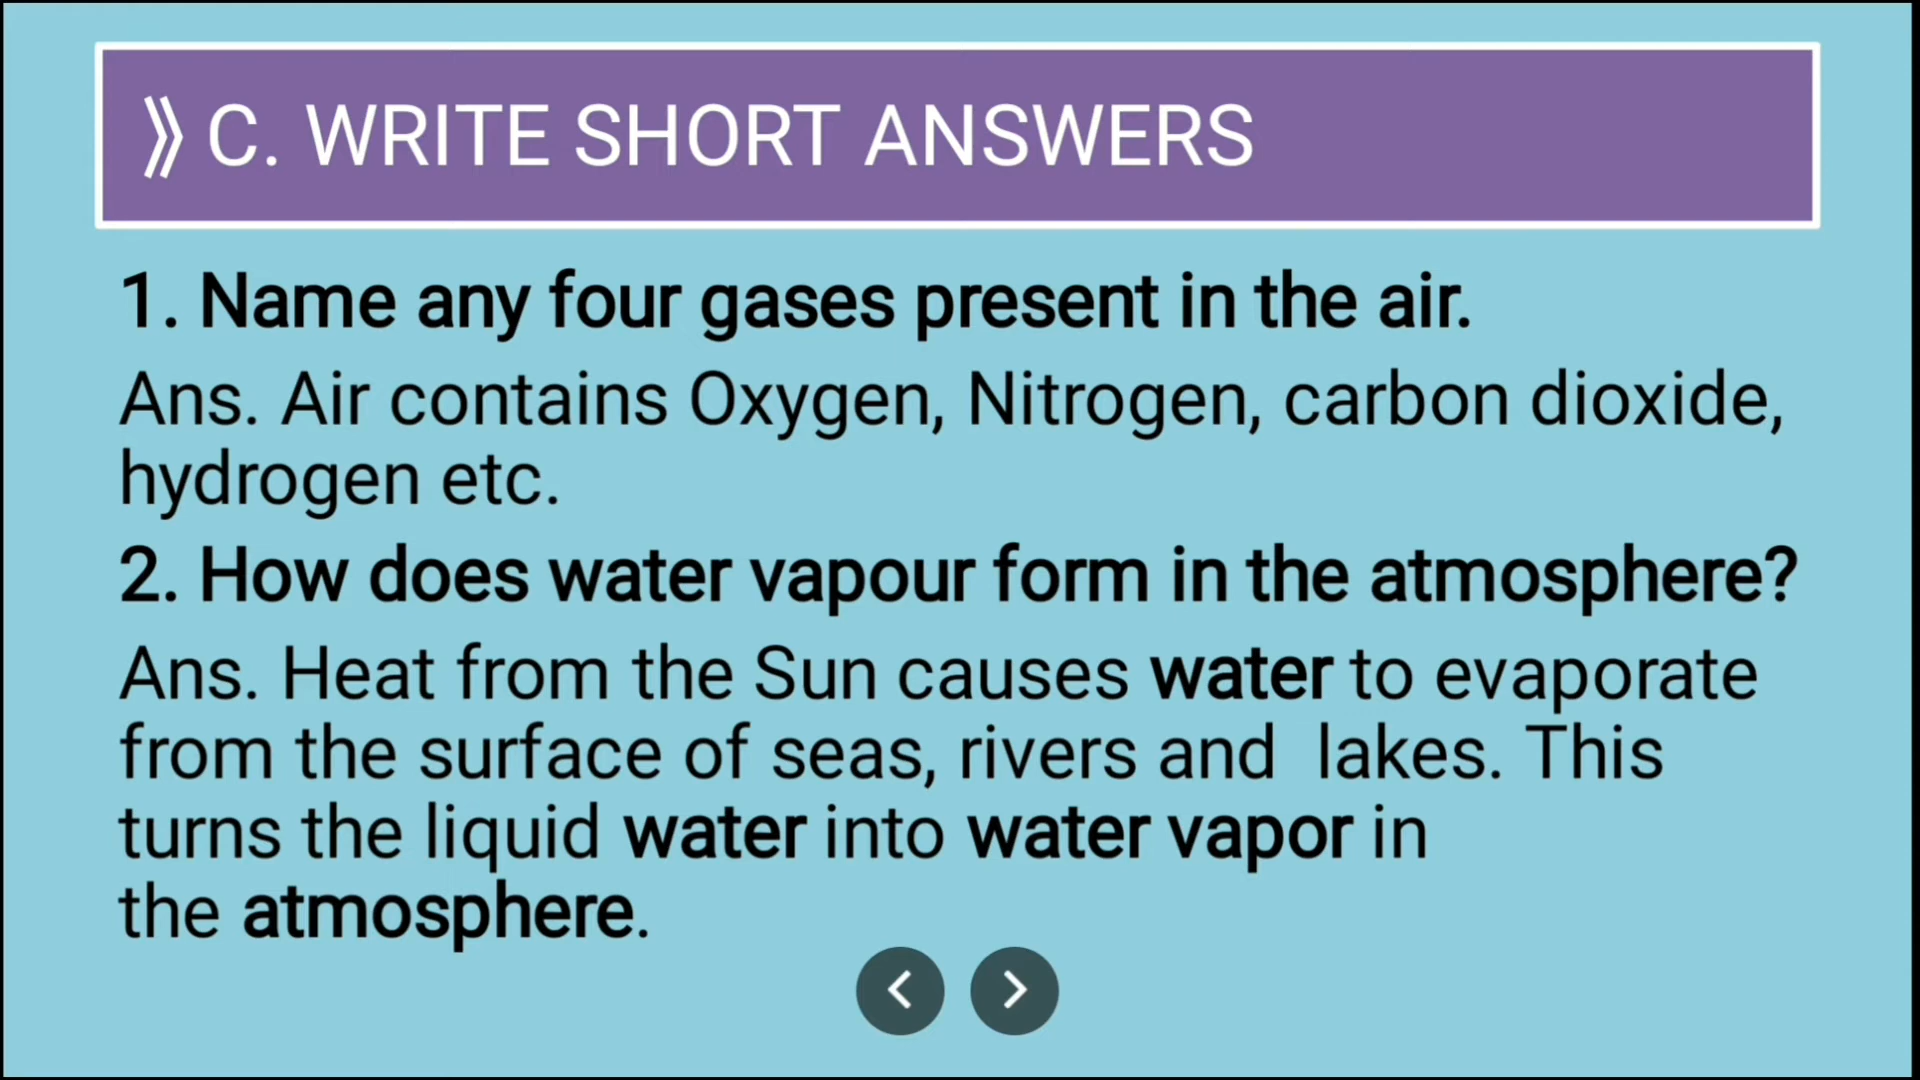 ⟫ C. WRITE SHORT ANSWERS
1. Name any four gases present in the air.
Ans. Air contains Oxygen, Nitrogen, carbon dioxide,
hydrogen etc.
2. How does water vapour form in the atmosphere?
Ans. Heat from the Sun causes water to evaporate
from the surface of seas, rivers and  lakes. This
turns the liquid water into water vapor in
the atmosphere.